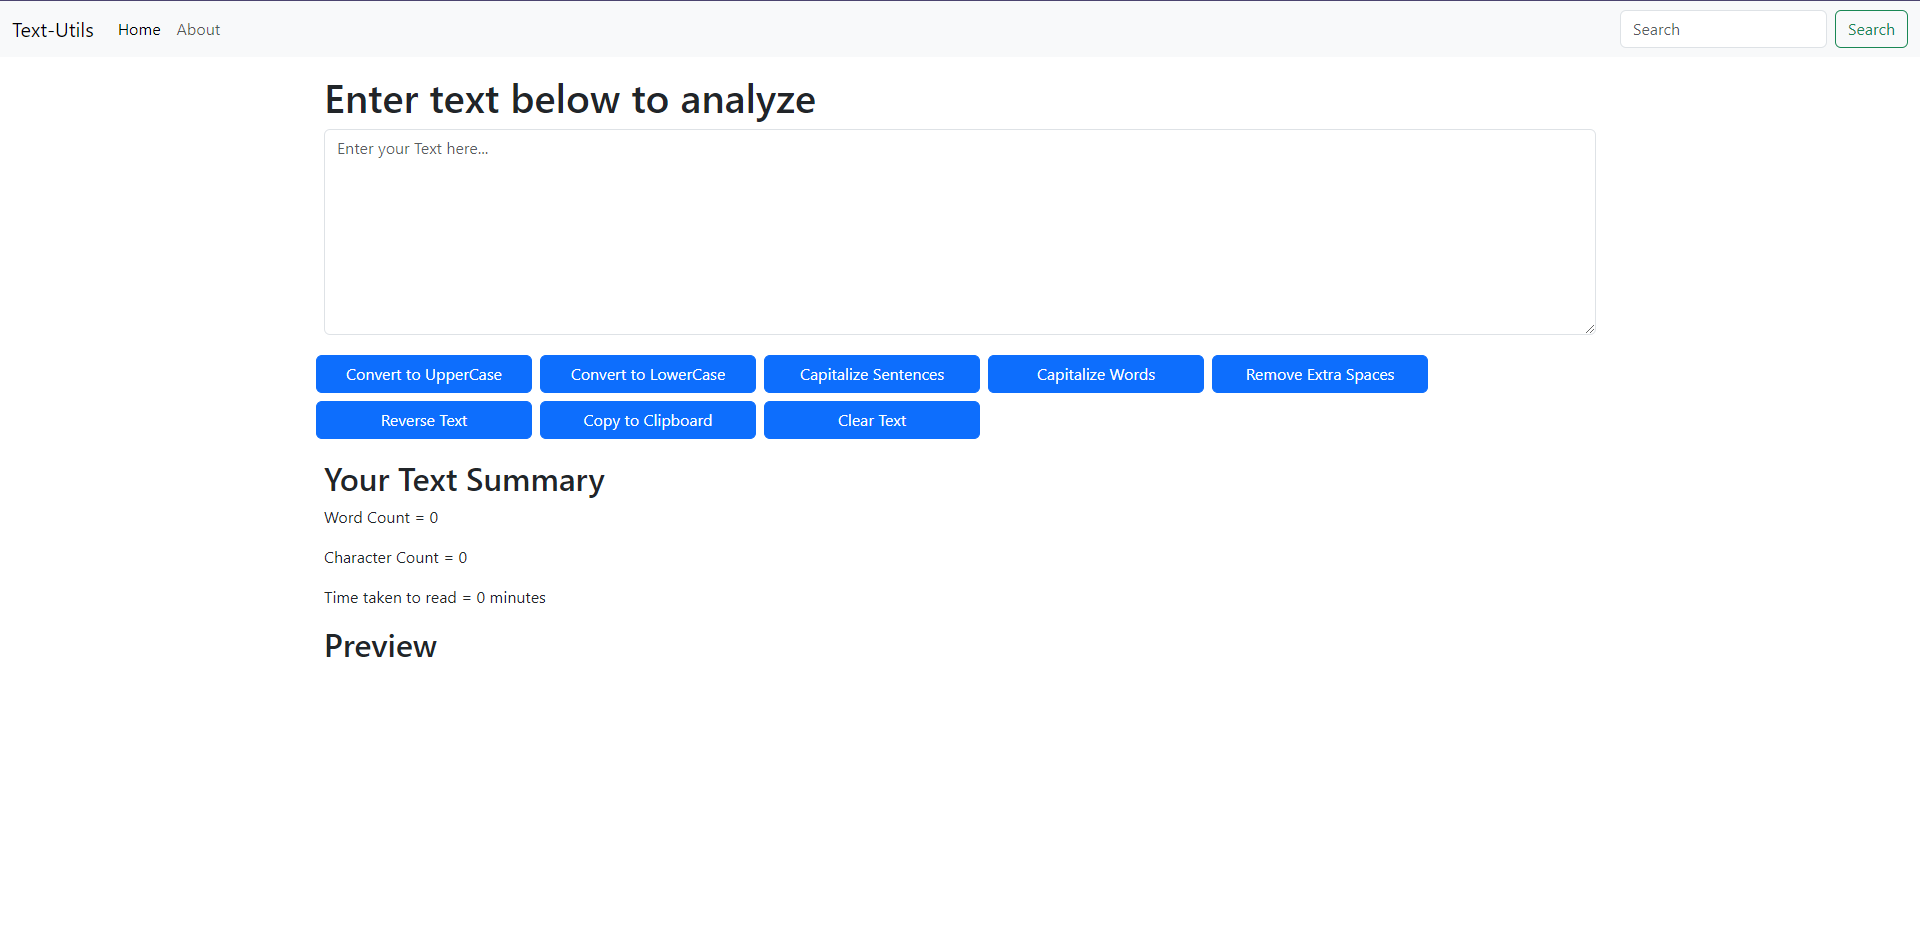 Text-Utils Home About Search Search
Enter text below to analyze
Enter your Text here...
Convert to UpperCase Convert to LowerCase Capitalize Sentences Capitalize Words Remove Extra Spaces
Reverse Text Copy to Clipboard Clear Text
Your Text Summary
Word Count = 0
Character Count = 0
Time taken to read = 0 minutes
Preview